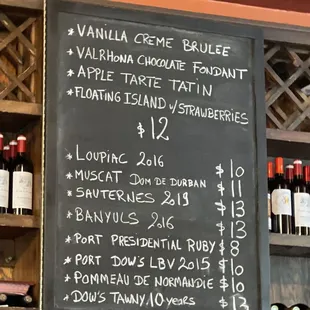 * VANILLA CREME BRULEE
* VALRHONA CHOCOLATE FONDANT
* APPLE TARTE TATIN
* FLOATING ISLAND w/ STRAWBERRIES
$ 12
* LOUPIAC 2016 $ 10
* MUSCAT DOM DE DURBAN $ 11
* SAUTERNES 2019 $ 13
* BANYULS 2016 $ 13
* PORT PRESIDENTIAL RUBY $ 8
* PORT DOW'S LBV 2015 $ 10
* POMMEAU DE NORMANDIE $ 10
* DOW'S TAWNY 10 years $ 13